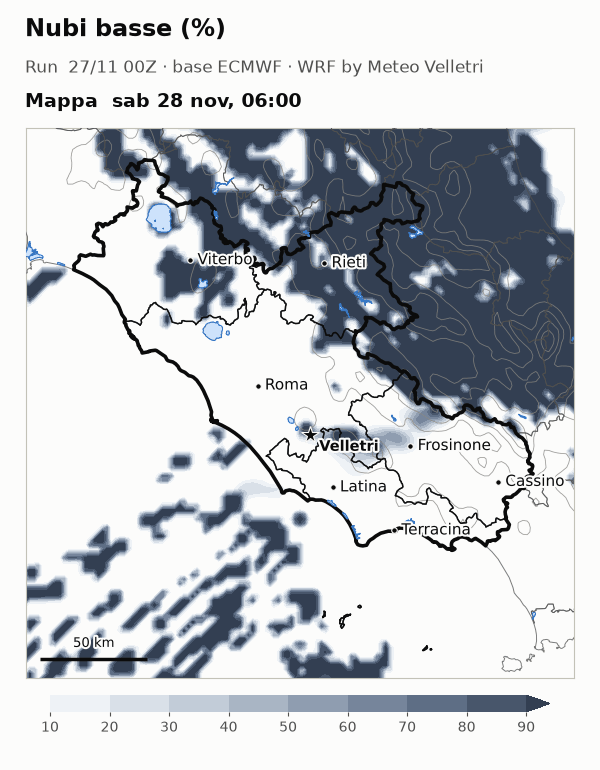 Nubi basse (%)
Run  27/11 00Z · base ECMWF · WRF by Meteo Velletri
Mappa  sab 28 nov, 06:00
Viterbo
Rieti
Roma
Velletri
Frosinone
Latina
Cassino
Terracina
50 km
10 20 30 40 50 60 70 80 90